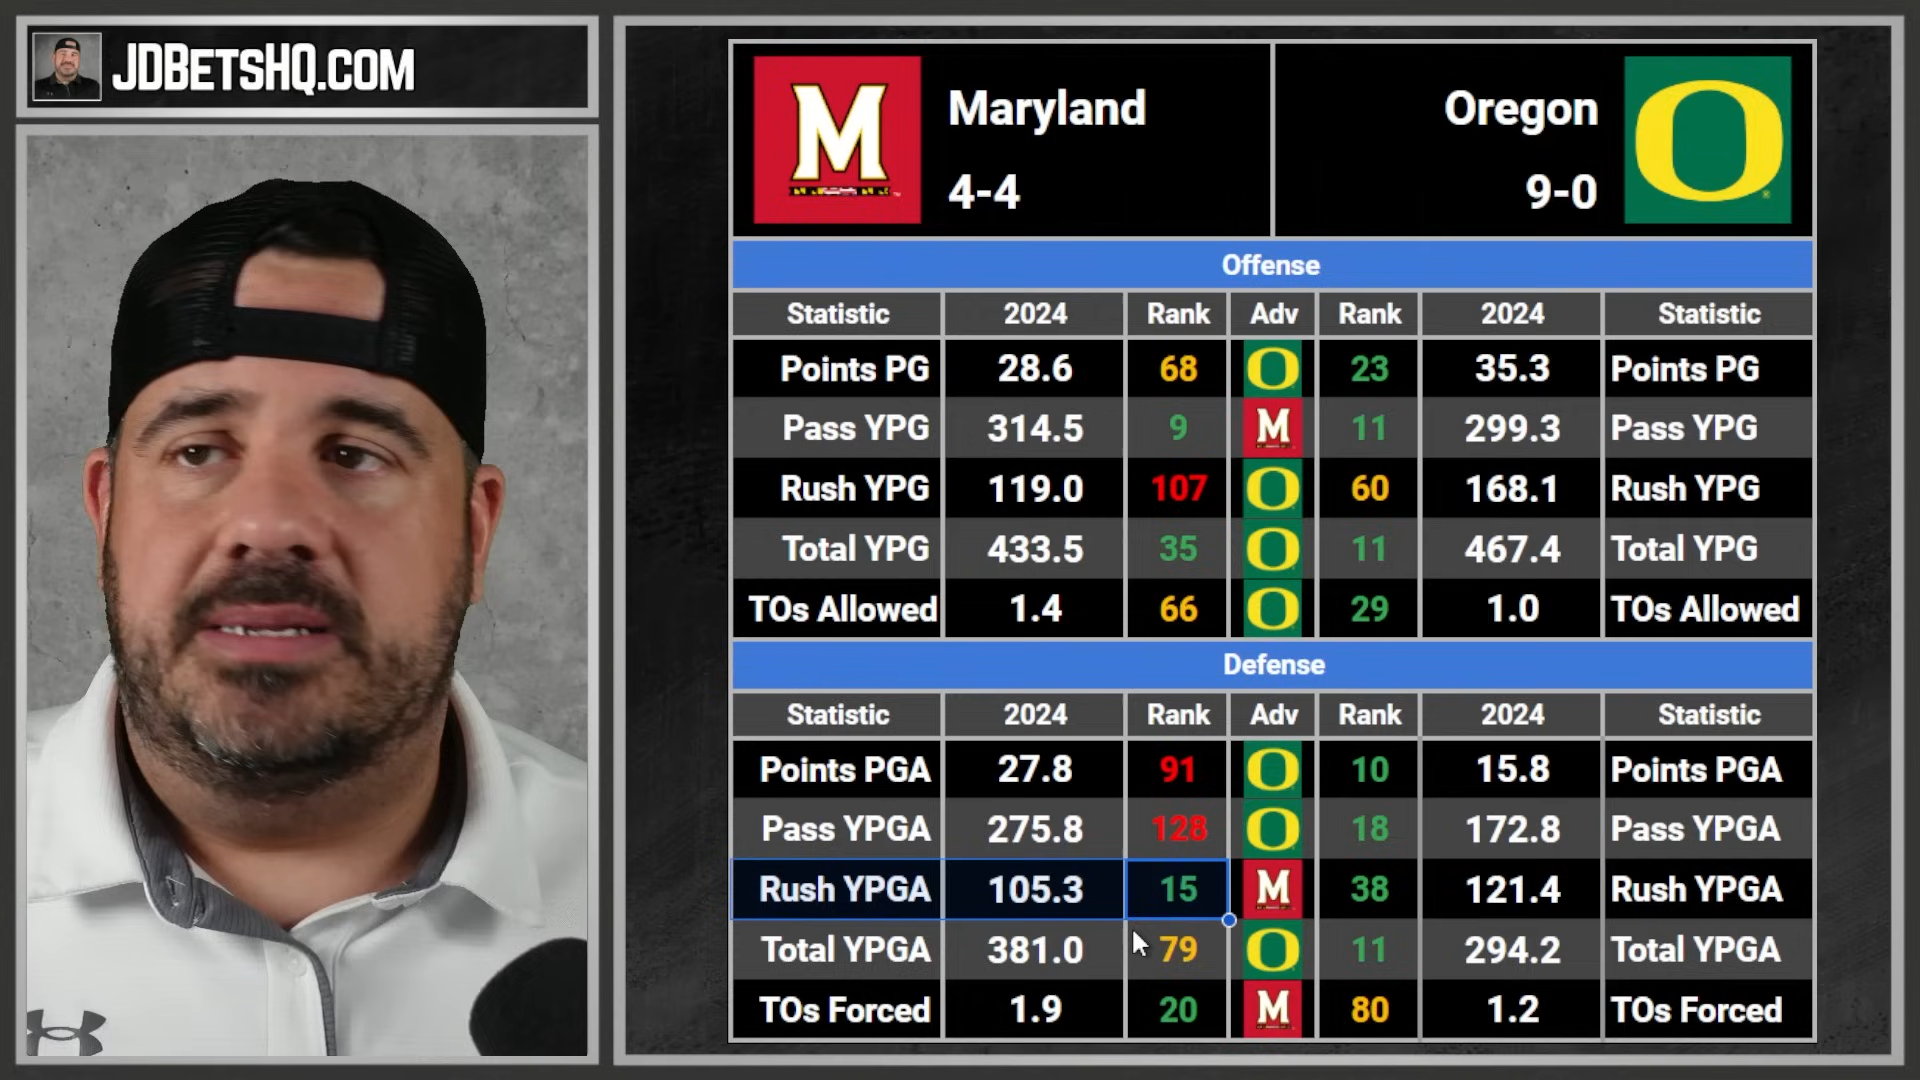 JDBETSHQ.COM
M Maryland Oregon O
4-4 9-0
Offense
Statistic 2024 Rank Adv Rank 2024 Statistic
Points PG 28.6 68 O 23 35.3 Points PG
Pass YPG 314.5 9 M 11 299.3 Pass YPG
Rush YPG 119.0 107 O 60 168.1 Rush YPG
Total YPG 433.5 35 O 11 467.4 Total YPG
TOs Allowed 1.4 66 O 29 1.0 TOs Allowed
Defense
Statistic 2024 Rank Adv Rank 2024 Statistic
Points PGA 27.8 91 O 10 15.8 Points PGA
Pass YPGA 275.8 128 O 18 172.8 Pass YPGA
Rush YPGA 105.3 15 M 38 121.4 Rush YPGA
Total YPGA 381.0 79 O 11 294.2 Total YPGA
TOs Forced 1.9 20 M 80 1.2 TOs Forced